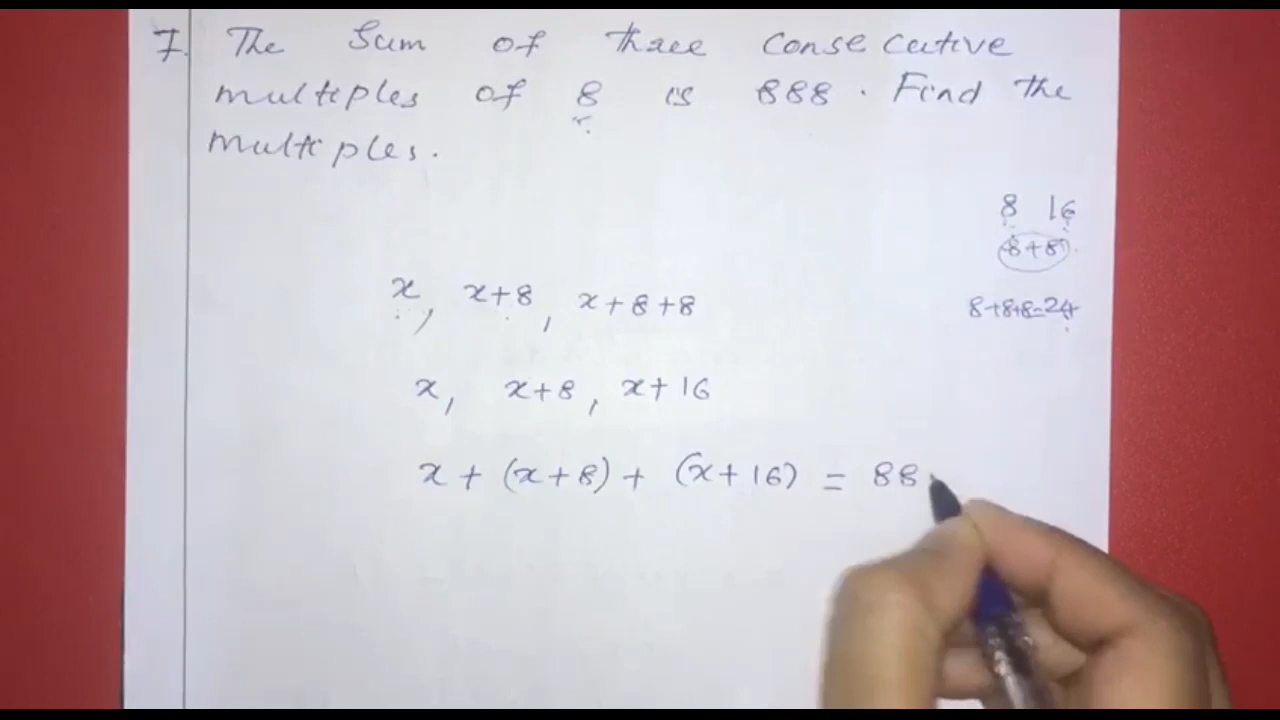 7. The Sum of three consecutive
multiples of 8 is 888. Find the
multiples.
8 16
8+8
8+8+8=24
x, x+8, x+8+8
x, x+8, x+16
x + (x+8) + (x+16) = 88